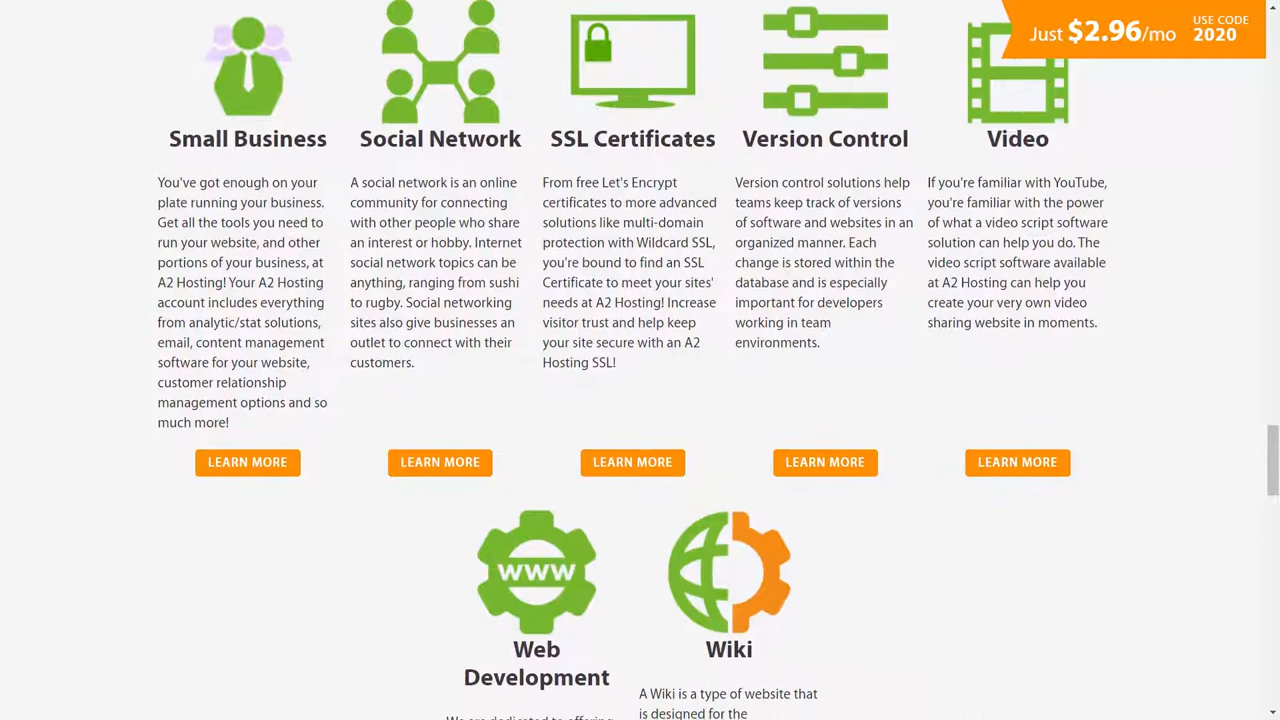 Just $2.96/mo
USE CODE
2020
Small Business
You've got enough on your
plate running your business.
Get all the tools you need to
run your website, and other
portions of your business, at
A2 Hosting! Your A2 Hosting
account includes everything
from analytic/stat solutions,
email, content management
software for your website,
customer relationship
management options and so
much more!
LEARN MORE
Social Network
A social network is an online
community for connecting
with other people who share
an interest or hobby. Internet
social network topics can be
anything, ranging from sushi
to rugby. Social networking
sites also give businesses an
outlet to connect with their
customers.
LEARN MORE
SSL Certificates
From free Let's Encrypt
certificates to more advanced
solutions like multi-domain
protection with Wildcard SSL,
you're bound to find an SSL
Certificate to meet your sites'
needs at A2 Hosting! Increase
visitor trust and help keep
your site secure with an A2
Hosting SSL!
LEARN MORE
Version Control
Version control solutions help
teams keep track of versions
of software and websites in an
organized manner. Each
change is stored within the
database and is especially
important for developers
working in team
environments.
LEARN MORE
Video
If you're familiar with YouTube,
you're familiar with the power
of what a video script software
solution can help you do. The
video script software available
at A2 Hosting can help you
create your very own video
sharing website in moments.
LEARN MORE
www
Web
Development
We are dedicated to offering
Wiki
A Wiki is a type of website that
is designed for the